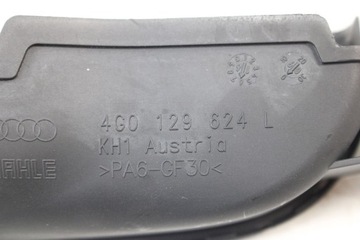 4G0 129 624 L
KH1 Austria
MAHLE >PA6-GF30<